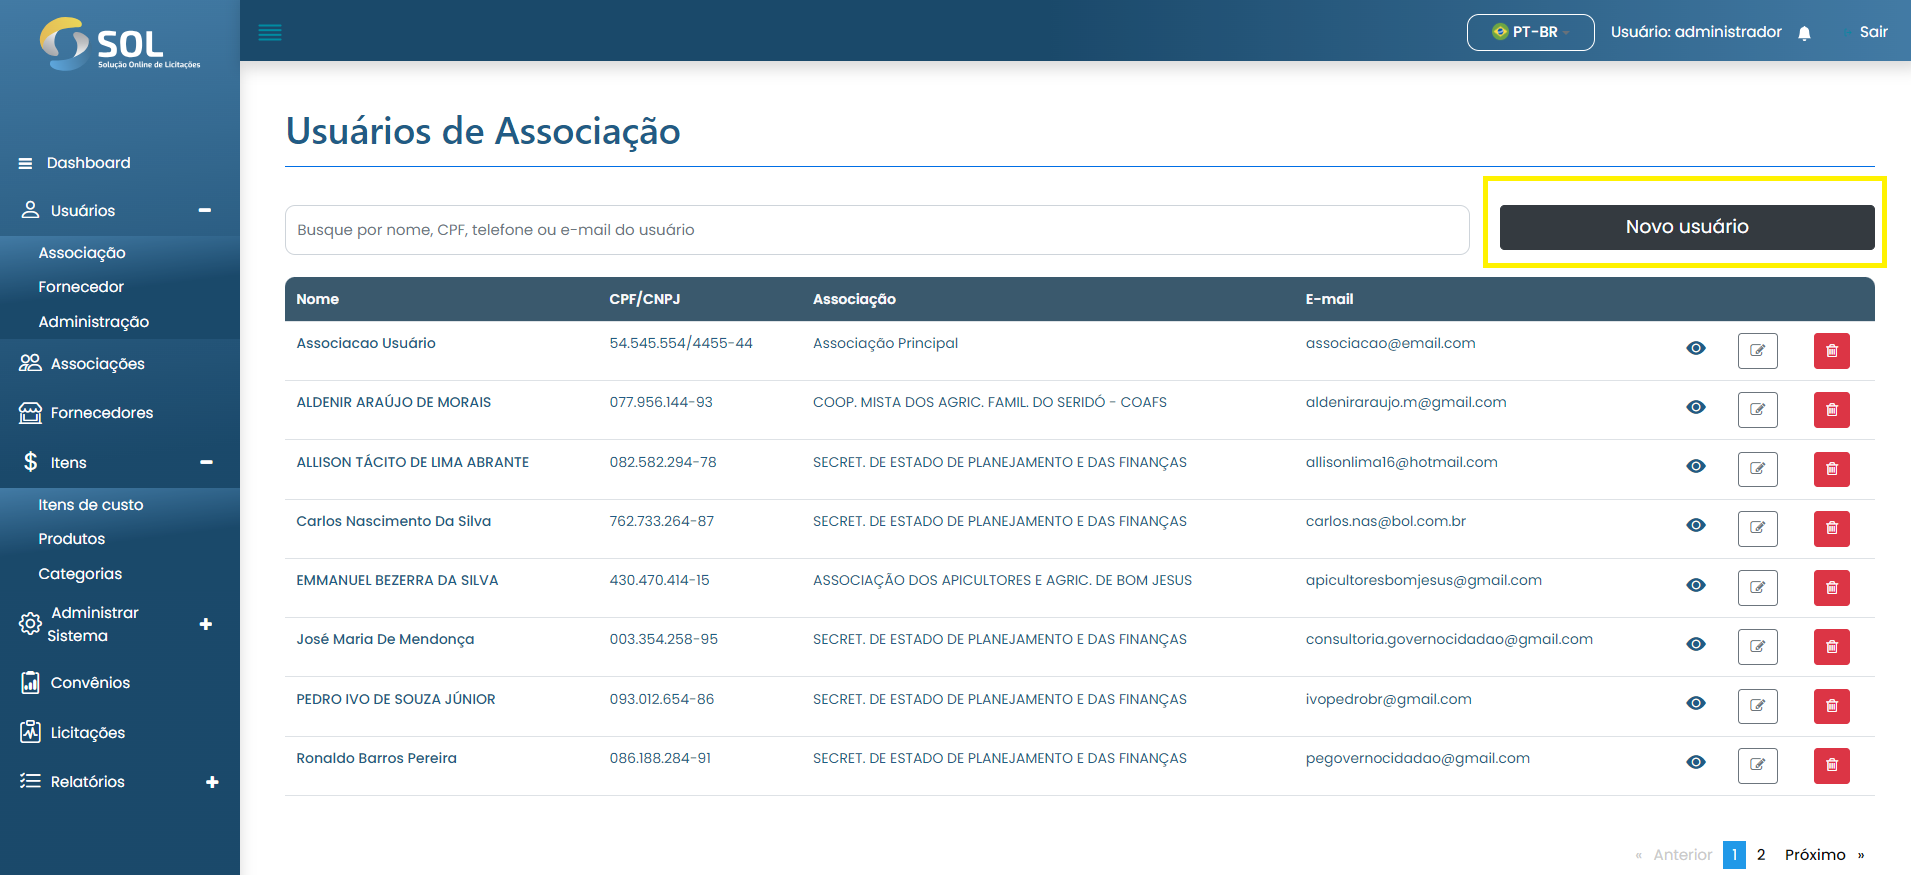 SOL
Solução Online de Licitações
PT-BR
Usuário: administrador
Sair
Dashboard
Usuários
Associação
Fornecedor
Administração
Associações
Fornecedores
Itens
Itens de custo
Produtos
Categorias
Administrar
Sistema
Convênios
Licitações
Relatórios
Usuários de Associação
Busque por nome, CPF, telefone ou e-mail do usuário
Novo usuário
Nome CPF/CNPJ Associação E-mail
Associacao Usuário 54.545.554/4455-44 Associação Principal associacao@email.com
ALDENIR ARAÚJO DE MORAIS 077.956.144-93 COOP. MISTA DOS AGRIC. FAMIL. DO SERIDÓ - COAFS aldeniraraujo.m@gmail.com
ALLISON TÁCITO DE LIMA ABRANTE 082.582.294-78 SECRET. DE ESTADO DE PLANEJAMENTO E DAS FINANÇAS allisonlima16@hotmail.com
Carlos Nascimento Da Silva 762.733.264-87 SECRET. DE ESTADO DE PLANEJAMENTO E DAS FINANÇAS carlos.nas@bol.com.br
EMMANUEL BEZERRA DA SILVA 430.470.414-15 ASSOCIAÇÃO DOS APICULTORES E AGRIC. DE BOM JESUS apicultoresbomjesus@gmail.com
José Maria De Mendonça 003.354.258-95 SECRET. DE ESTADO DE PLANEJAMENTO E DAS FINANÇAS consultoria.governocidadao@gmail.com
PEDRO IVO DE SOUZA JÚNIOR 093.012.654-86 SECRET. DE ESTADO DE PLANEJAMENTO E DAS FINANÇAS ivopedrobr@gmail.com
Ronaldo Barros Pereira 086.188.284-91 SECRET. DE ESTADO DE PLANEJAMENTO E DAS FINANÇAS pegovernocidadao@gmail.com
« Anterior 1 2 Próximo »